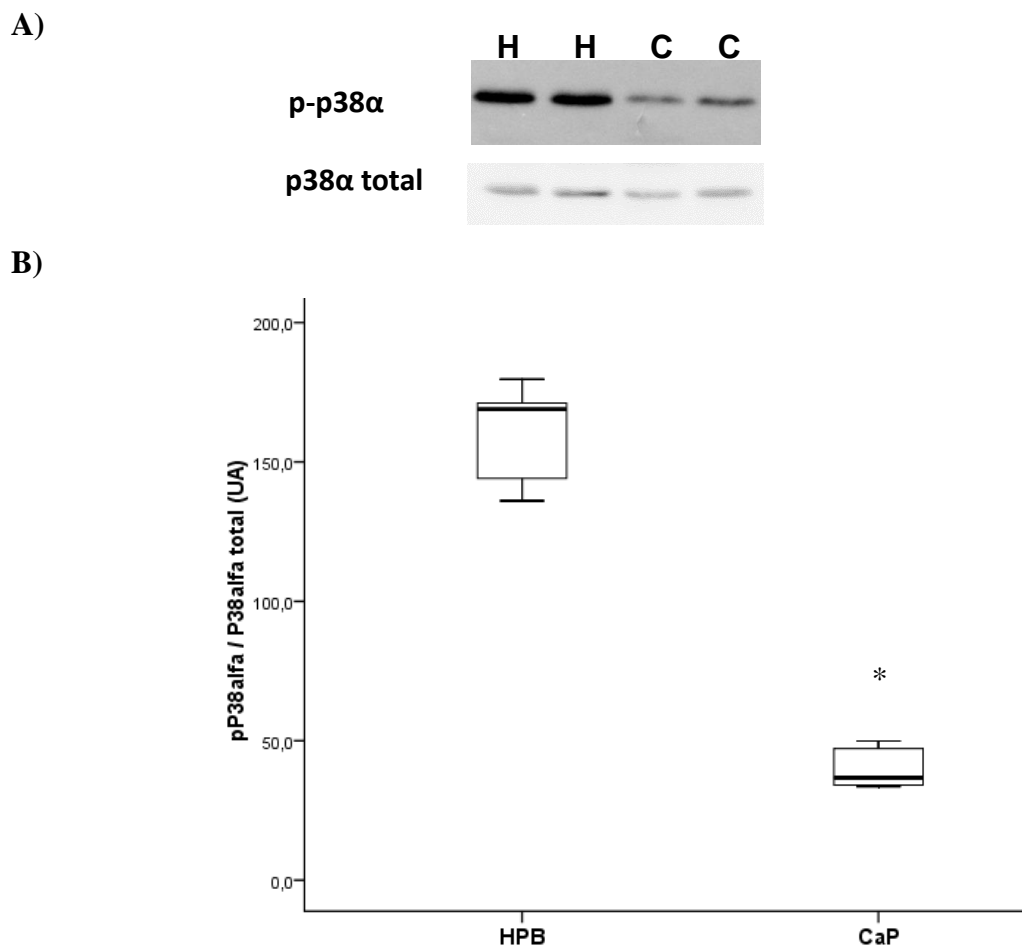 A)
H H C C
p-p38α
p38α total
B)
200,0
150,0
100,0
50,0
0,0
pP38alfa / P38alfa total (UA)
*
HPB CaP